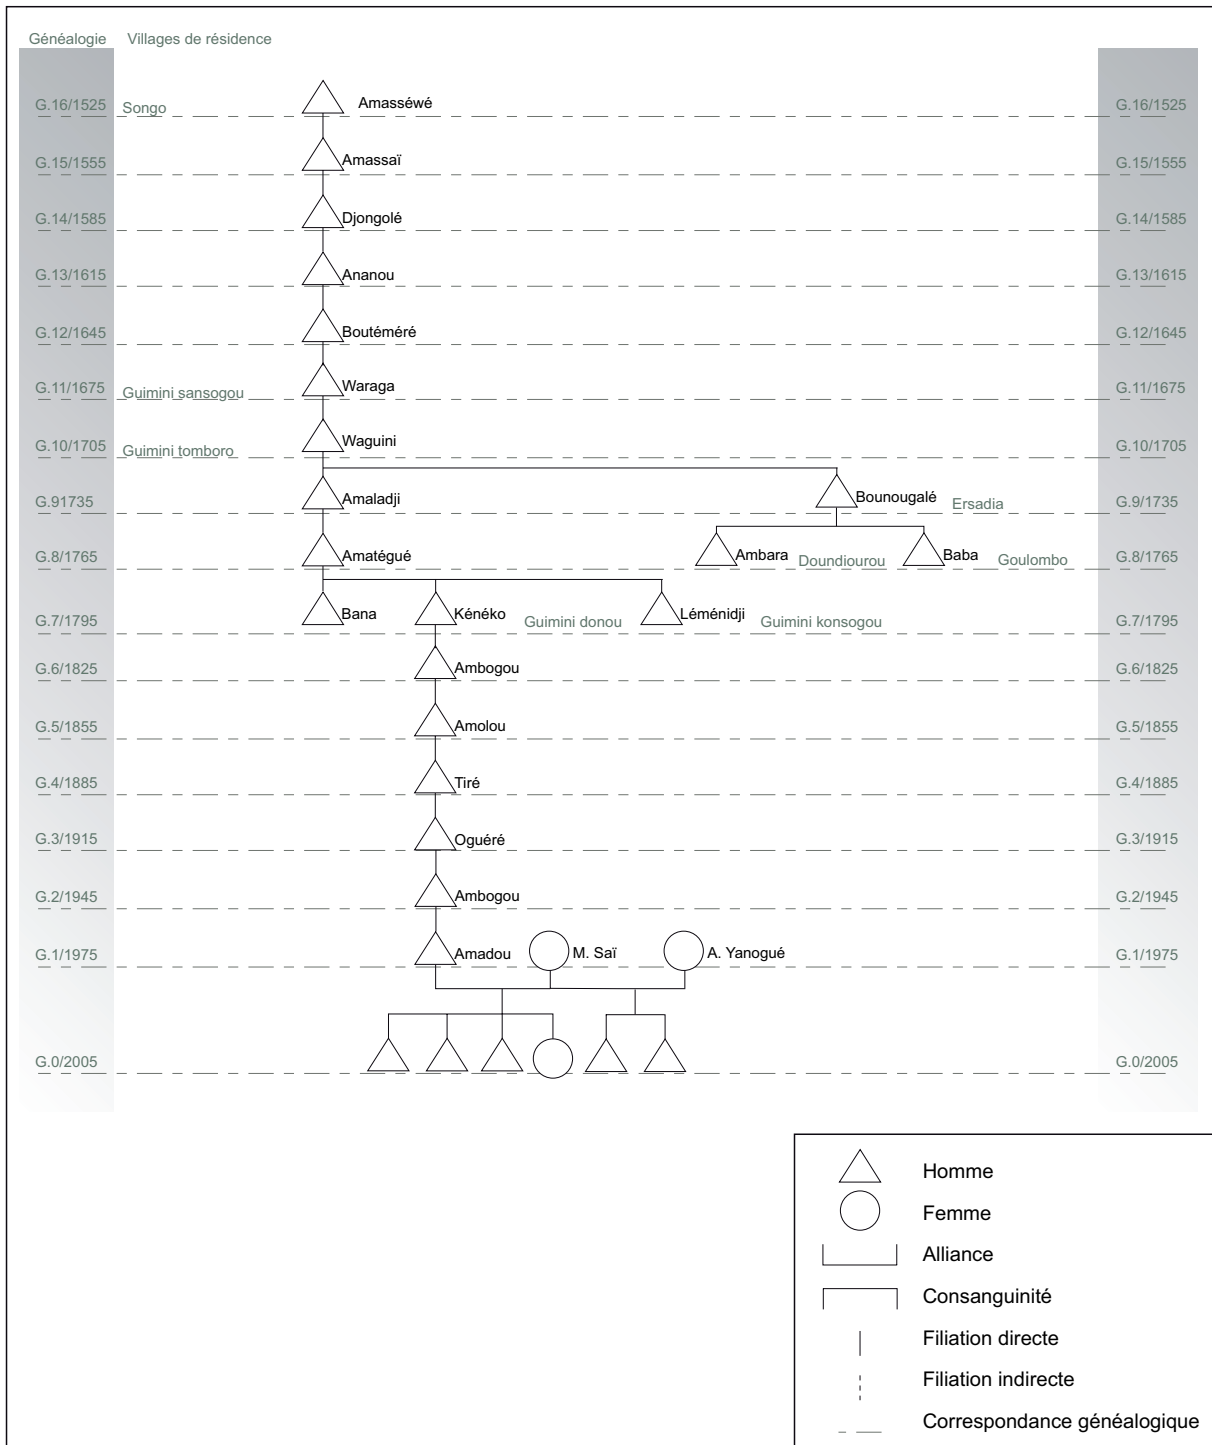 Généalogie Villages de résidence
G.16/1525 Songo Amasséwé G.16/1525
G.15/1555 Amassaï G.15/1555
G.14/1585 Djongolé G.14/1585
G.13/1615 Ananou G.13/1615
G.12/1645 Boutéméré G.12/1645
G.11/1675 Guimini sansogou Waraga G.11/1675
G.10/1705 Guimini tomboro Waguini G.10/1705
G.91735 Amaladji Bounougalé Ersadia G.9/1735
G.8/1765 Amatégué Ambara Doundiourou Baba Goulombo G.8/1765
G.7/1795 Bana Kénéko Guimini donou Léménidji Guimini konsogou G.7/1795
G.6/1825 Ambogou G.6/1825
G.5/1855 Amolou G.5/1855
G.4/1885 Tiré G.4/1885
G.3/1915 Oguéré G.3/1915
G.2/1945 Ambogou G.2/1945
G.1/1975 Amadou M. Saï A. Yanogué G.1/1975
G.0/2005 G.0/2005
Homme
Femme
Alliance
Consanguinité
Filiation directe
Filiation indirecte
Correspondance généalogique